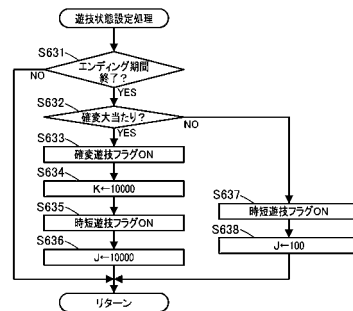 遊技状態設定処理
S631
エンディング期間
終了？
NO
YES
S632
確変大当たり？
NO
YES
S633
確変遊技フラグON
S634
K←10000
S635
時短遊技フラグON
S636
J←10000
S637
時短遊技フラグON
S638
J←100
リターン